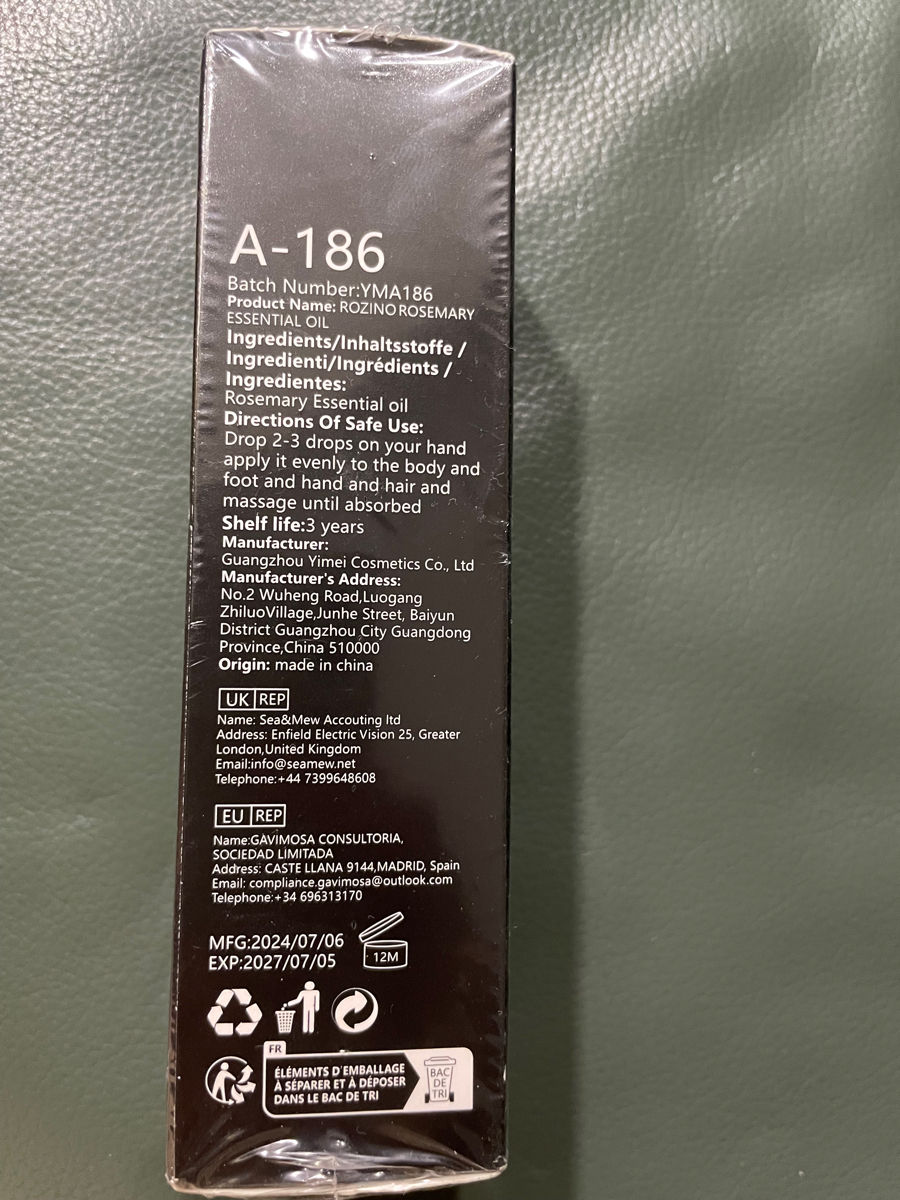 A-186
Batch Number:YMA186
Product Name: ROZINO ROSEMARY
ESSENTIAL OIL
Ingredients/Inhaltsstoffe /
Ingredienti/Ingrédients /
Ingredientes:
Rosemary Essential oil
Directions Of Safe Use:
Drop 2-3 drops on your hand
apply it evenly to the body and
foot and hand and hair and
massage until absorbed
Shelf life:3 years
Manufacturer:
Guangzhou Yimei Cosmetics Co., Ltd
Manufacturer's Address:
No.2 Wuheng Road,Luogang
ZhiluoVillage,Junhe Street, Baiyun
District Guangzhou City Guangdong
Province,China 510000
Origin: made in china
UK REP
Name: Sea&Mew Accouting ltd
Address: Enfield Electric Vision 25, Greater
London,United Kingdom
Email:info@seamew.net
Telephone:+44 7399648608
EU REP
Name:GAVIMOSA CONSULTORIA,
SOCIEDAD LIMITADA
Address: CASTE LLANA 9144,MADRID, Spain
Email: compliance.gavimosa@outlook.com
Telephone:+34 696313170
MFG:2024/07/06
EXP:2027/07/05
12M
FR
ÉLÉMENTS D'EMBALLAGE
À SÉPARER ET À DÉPOSER
DANS LE BAC DE TRI
BAC
DE
TRI